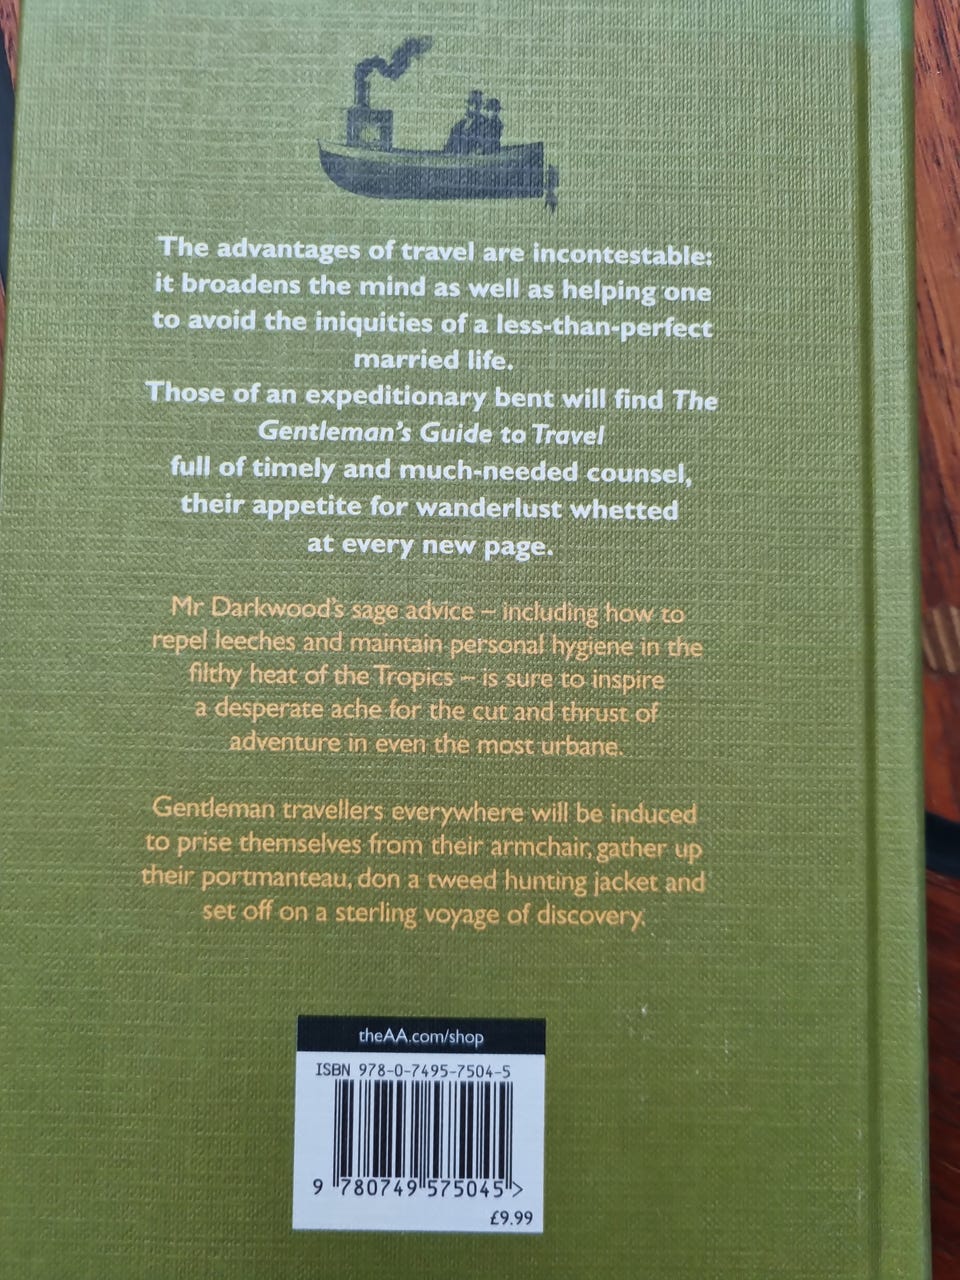 The advantages of travel are incontestable:
it broadens the mind as well as helping one
to avoid the iniquities of a less-than-perfect
married life.
Those of an expeditionary bent will find The
Gentleman's Guide to Travel
full of timely and much-needed counsel,
their appetite for wanderlust whetted
at every new page.
Mr Darkwood's sage advice – including how to
repel leeches and maintain personal hygiene in the
filthy heat of the Tropics – is sure to inspire
a desperate ache for the cut and thrust of
adventure in even the most urbane.
Gentleman travellers everywhere will be induced
to prise themselves from their armchair, gather up
their portmanteau, don a tweed hunting jacket and
set off on a sterling voyage of discovery.
theAA.com/shop
ISBN 978-0-7495-7504-5
9 780749 575045 >
£9.99